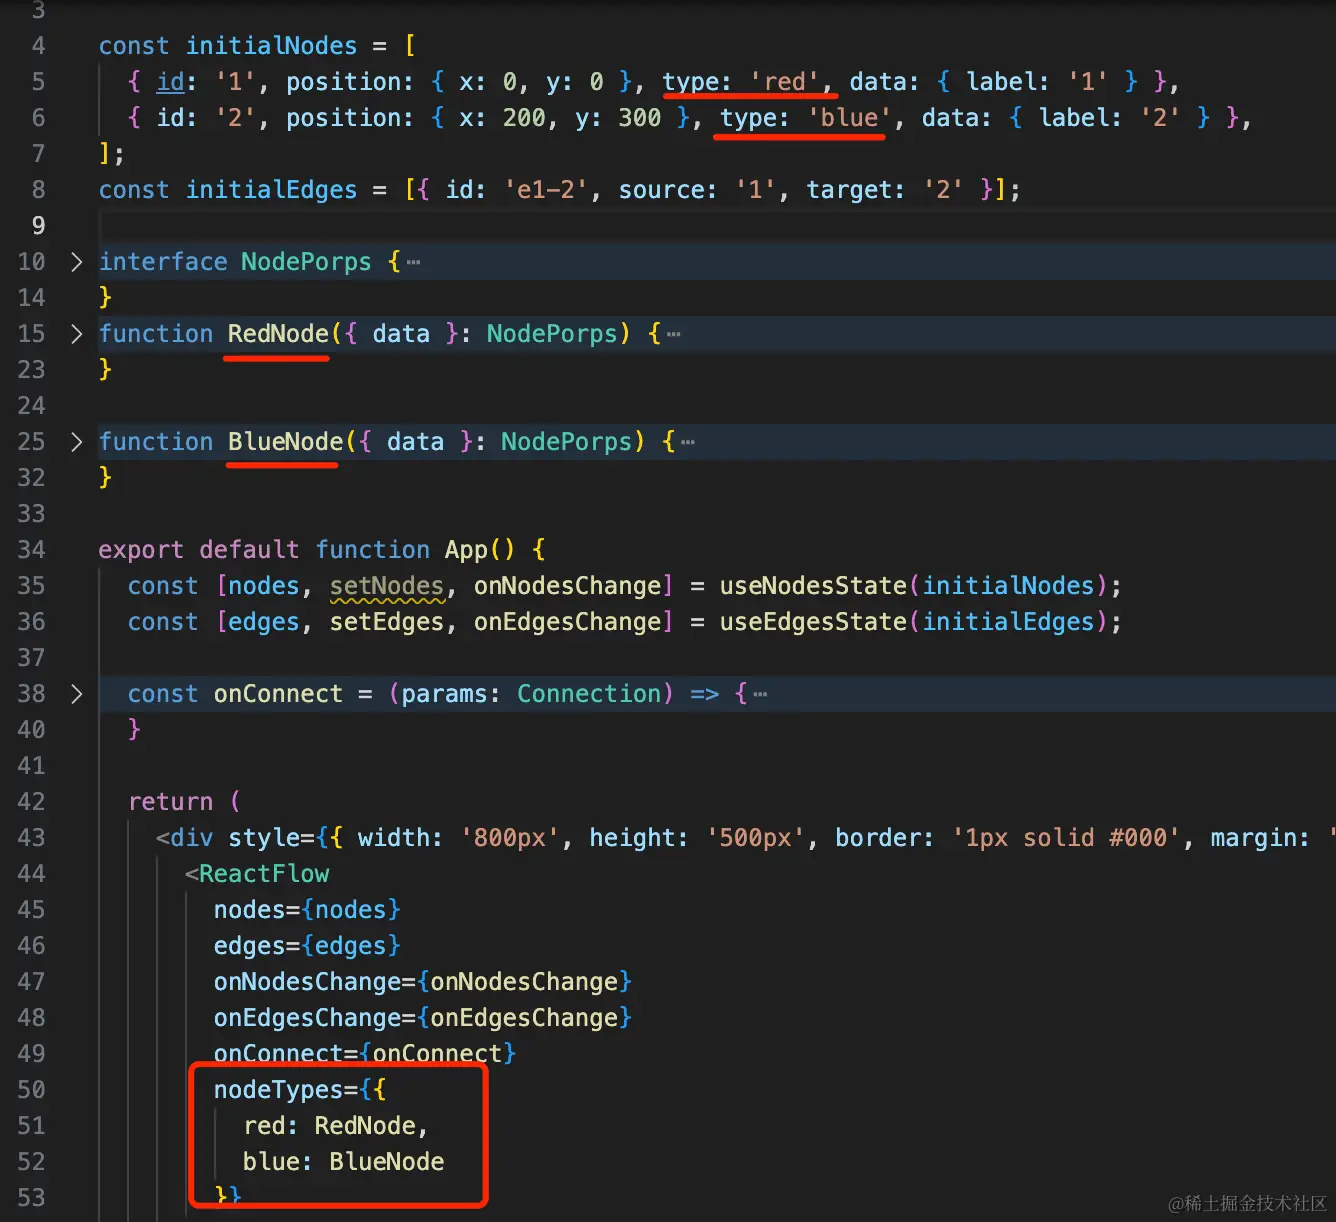 3
4 const initialNodes = [
5 { id: '1', position: { x: 0, y: 0 }, type: 'red', data: { label: '1' } },
6 { id: '2', position: { x: 200, y: 300 }, type: 'blue', data: { label: '2' } },
7 ];
8 const initialEdges = [{ id: 'e1-2', source: '1', target: '2' }];
9
10 interface NodePorps { ⋯
14 }
15 function RedNode({ data }: NodePorps) { ⋯
23 }
24
25 function BlueNode({ data }: NodePorps) { ⋯
32 }
33
34 export default function App() {
35 const [nodes, setNodes, onNodesChange] = useNodesState(initialNodes);
36 const [edges, setEdges, onEdgesChange] = useEdgesState(initialEdges);
37
38 const onConnect = (params: Connection) => { ⋯
40 }
41
42 return (
43 <div style={{ width: '800px', height: '500px', border: '1px solid #000', margin: '
44 <ReactFlow
45 nodes={nodes}
46 edges={edges}
47 onNodesChange={onNodesChange}
48 onEdgesChange={onEdgesChange}
49 onConnect={onConnect}
50 nodeTypes={{
51 red: RedNode,
52 blue: BlueNode
53 }}
@稀土掘金技术社区